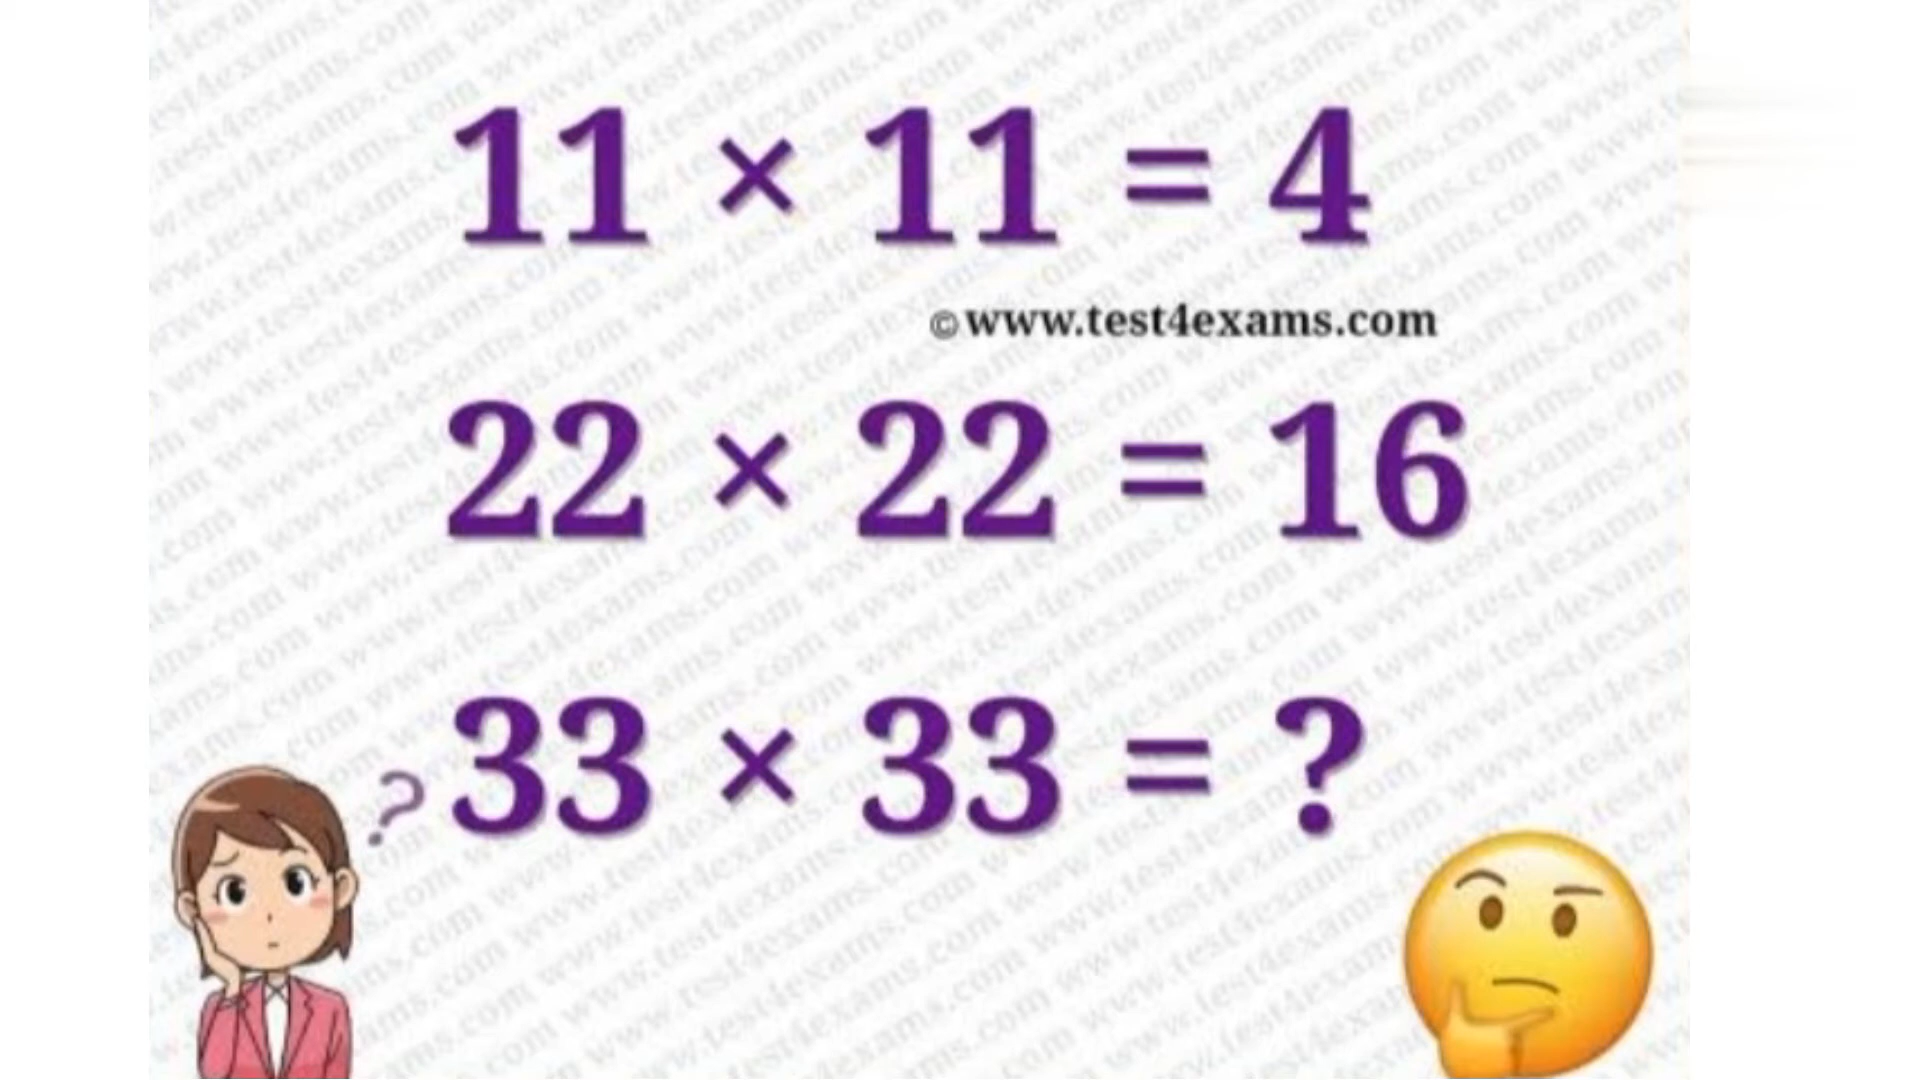 11 × 11 = 4
©www.test4exams.com
22 × 22 = 16
33 × 33 = ?
?